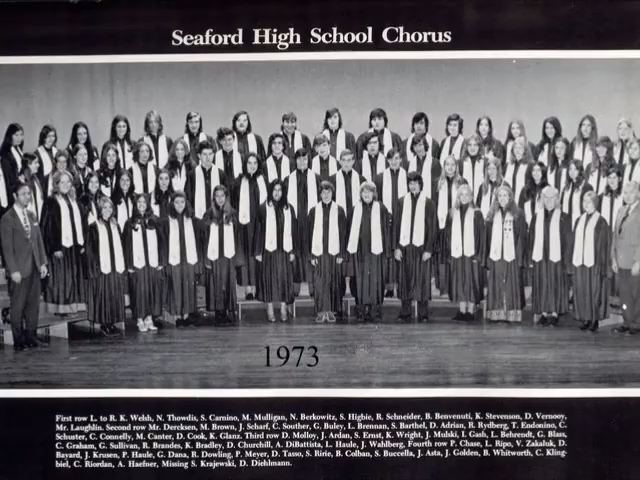 Seaford High School Chorus
1973
First row L. to R. K. Welsh, N. Thowdis, S. Carnino, M. Mulligan, N. Berkowitz, S. Higbie, R. Schneider, B. Benvenuti, K. Stevenson, D. Vernooy,
Mr. Laughlin. Second row Mr. Dercksen, M. Brown, J. Scharf, C. Souther, G. Buley, L. Brennan, S. Barthel, D. Adrian, R. Rydberg, T. Endonino, C.
Schuster, C. Connelly, M. Canter, D. Cook, K. Glanz. Third row D. Molloy, J. Ardan, S. Ernst, K. Wright, J. Mulski, I. Gash, L. Behrendt, G. Blass,
C. Graham, G. Sullivan, R. Brandes, K. Bradley, D. Churchill, A. DiBattista, L. Haule, J. Wahlberg, Fourth row P. Chase, L. Ripo, V. Zakaluk, D.
Bayard, J. Krusen, P. Haule, G. Dana, R. Dowling, P. Meyer, D. Tasso, S. Ririe, B. Colban, S. Buccella, J. Asta, J. Golden, B. Whitworth, C. Kling-
biel, C. Riordan, A. Haefner, Missing S. Krajewski, D. Diehlmann.